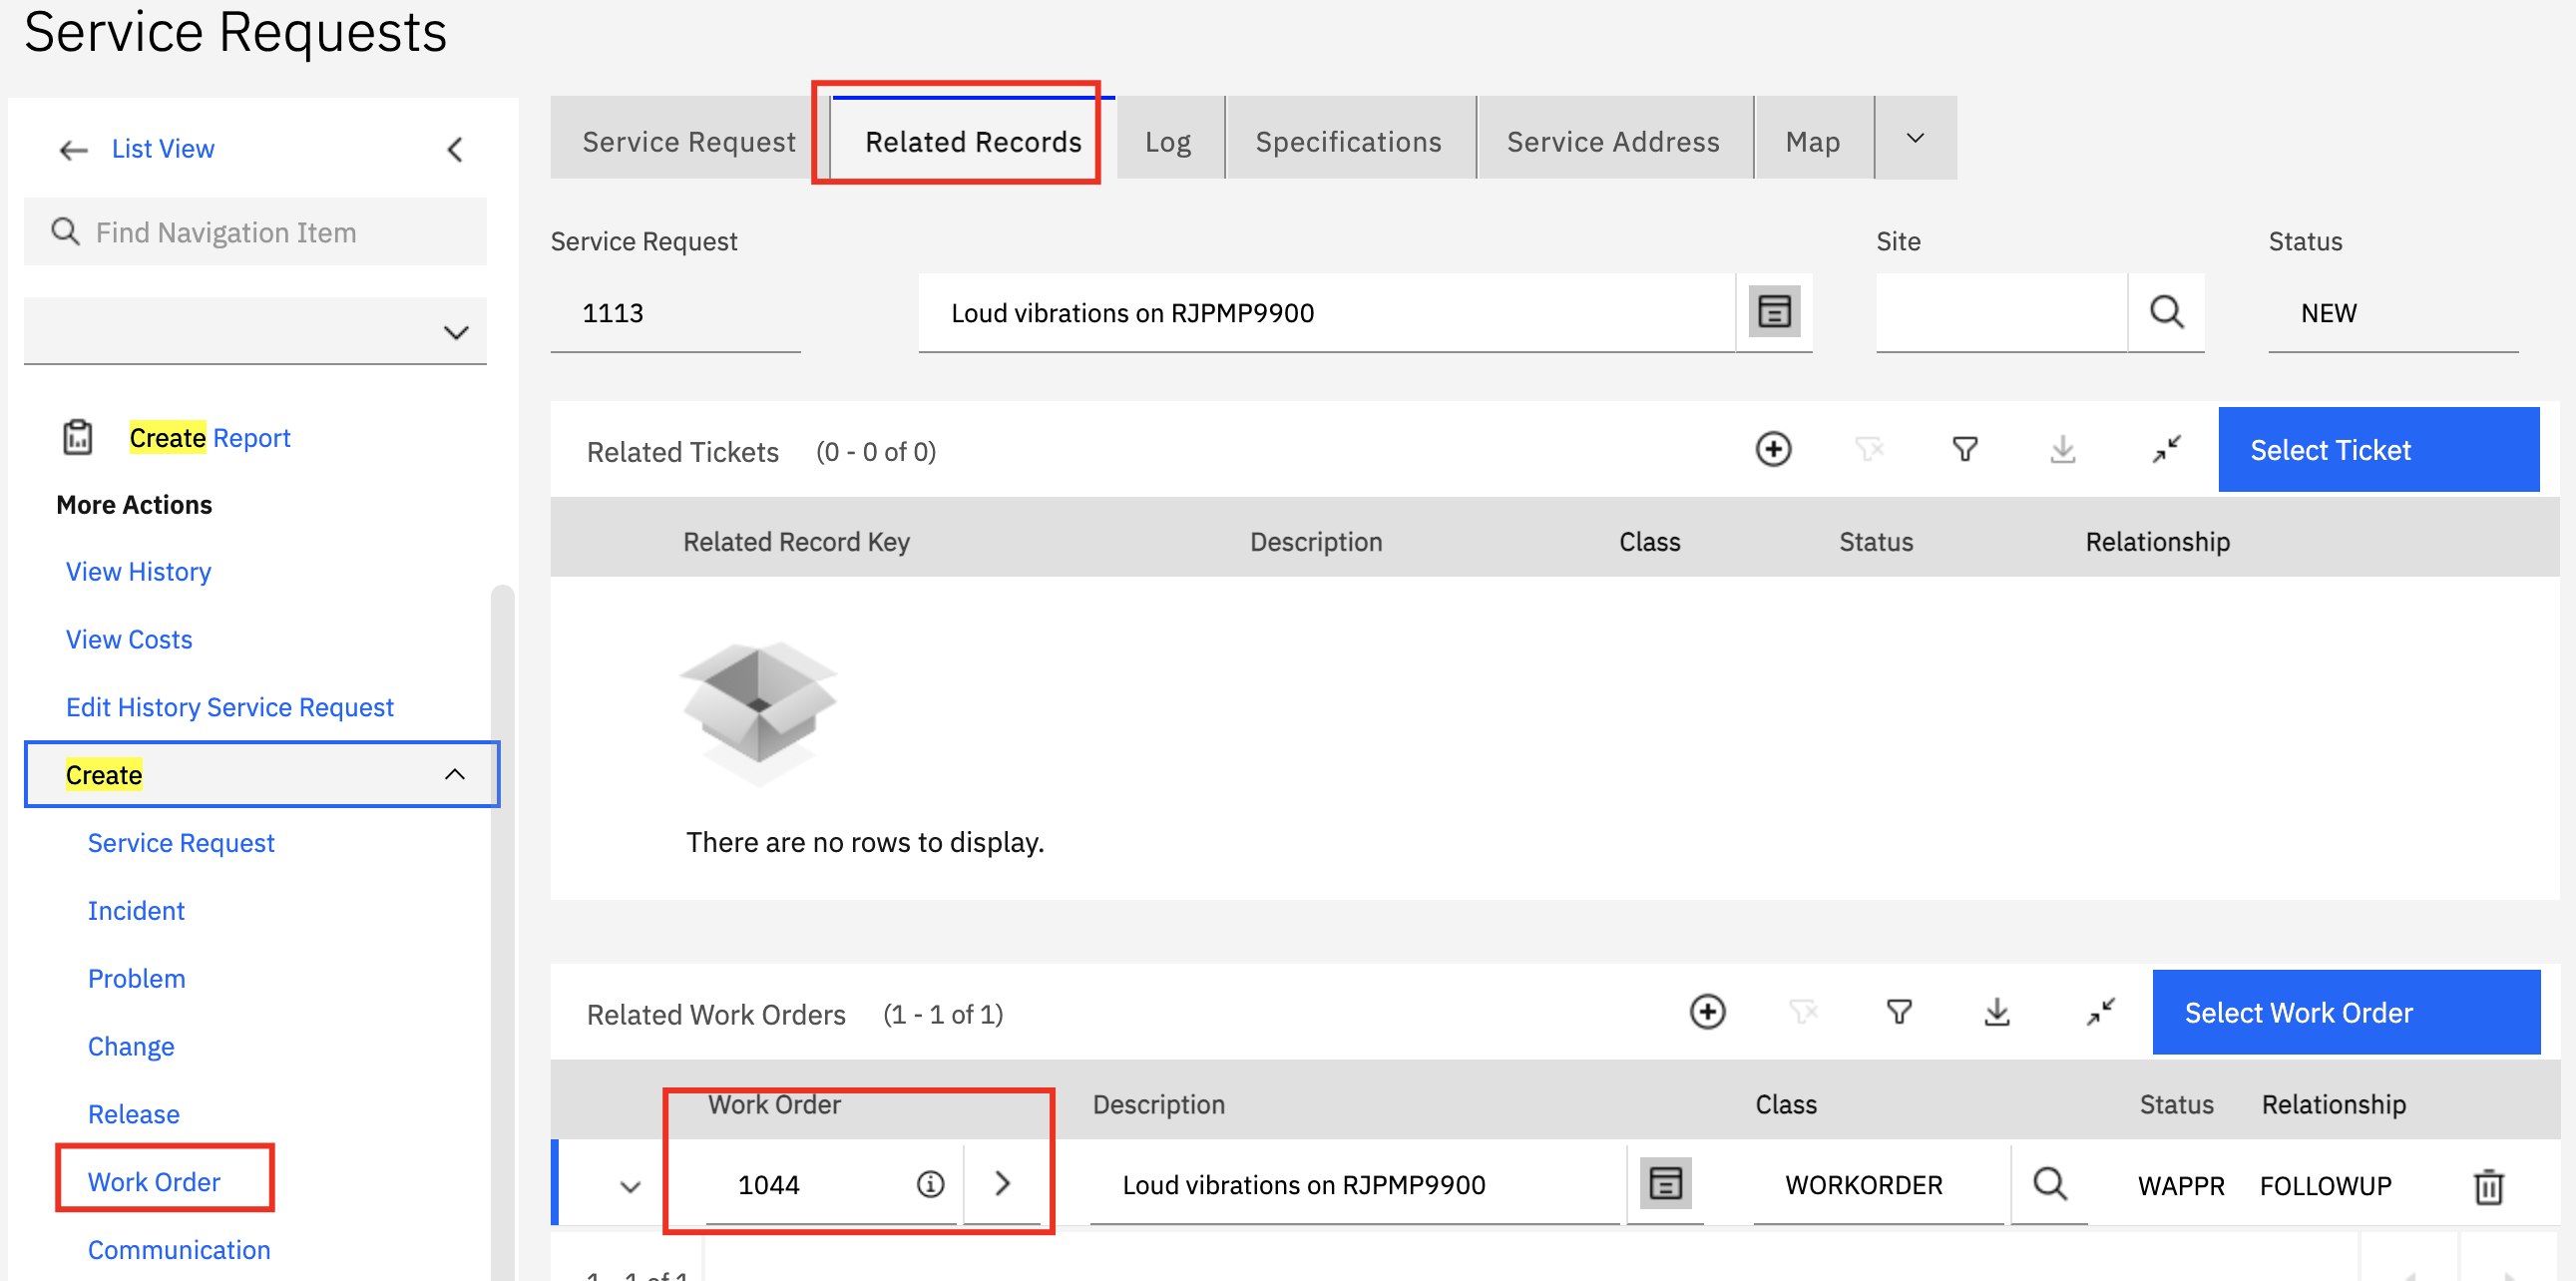 Service Requests
List View
Find Navigation Item
Create Report
More Actions
View History
View Costs
Edit History Service Request
Create
Service Request
Incident
Problem
Change
Release
Work Order
Communication
Service Request Related Records Log Specifications Service Address Map
Service Request Site Status
1113 Loud vibrations on RJPMP9900 NEW
Related Tickets (0 - 0 of 0) Select Ticket
Related Record Key Description Class Status Relationship
There are no rows to display.
Related Work Orders (1 - 1 of 1) Select Work Order
Work Order Description Class Status Relationship
1044 Loud vibrations on RJPMP9900 WORKORDER WAPPR FOLLOWUP
1 - 1 of 1